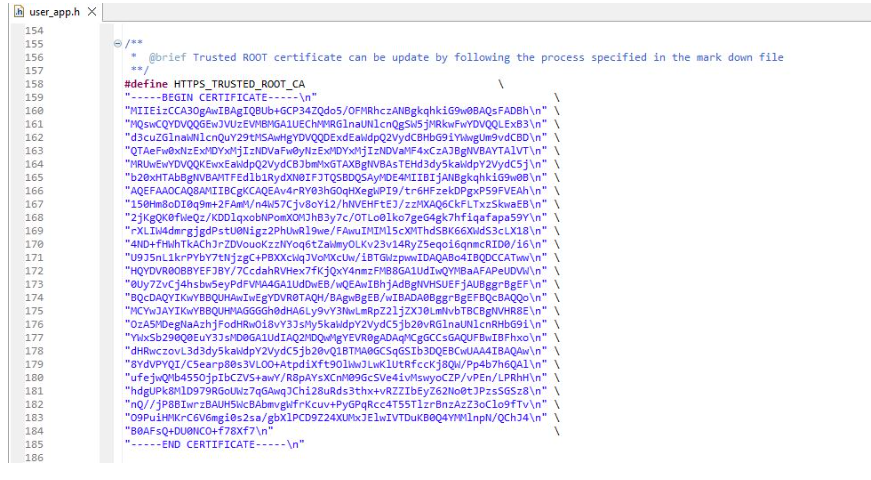 user_app.h
154
155 /**
156 * @brief Trusted ROOT certificate can be update by following the process specified in the mark down file
157 **/
158 #define HTTPS_TRUSTED_ROOT_CA \
159 "-----BEGIN CERTIFICATE-----\n" \
160 "MIIEizCCA3OgAwIBAgIQBUb+GCP34ZQdo5/OFMRhczANBgkqhkiG9w0BAQsFADBh\n" \
161 "MQswCQYDVQQGEwJVUzEVMBMGA1UEChMMRGlnaUNlcnQgSW5jMRkwFwYDVQQLExB3\n" \
162 "d3cuZGlnaWNlcnQuY29tMSAwHgYDVQQDExdEaWdpQ2VydCBHbG9iYWwgUm9vdCBD\n" \
163 "QTAeFw0xNzExMDYxMjIzNDVaFw0yNzExMDYxMjIzNDVaMF4xCzAJBgNVBAYTAlVT\n" \
164 "MRUwEwYDVQQKEwxEaWdpQ2VydCBJbmMxGTAXBgNVBAsTEHd3dy5kaWdpY2VydC5j\n" \
165 "b20xHTAbBgNVBAMTFEdlb1RydXN0IFJTQSBDQSAyMDE4MIIBIjANBgkqhkiG9w0B\n" \
166 "AQEFAAOCAQ8AMIIBCgKCAQEAv4rRY03hGOqHXegWPI9/tr6HFzekDPgxP59FVEAh\n" \
167 "150Hm8oDI0q9m+2FAmM/n4W57Cjv8oYi2/hNVEHFtEJ/zzMXAQ6CkFLTxzSkwaEB\n" \
168 "2jKgQK0fWeQz/KDDlqxobNPomXOMJhB3y7c/OTLo0lko7geG4gk7hfiqafapa59Y\n" \
169 "rXLIW4dmrgjgdPstU0Nigz2PhUwRl9we/FAwuIMIMl5cXMThdSBK66XWdS3cLX18\n" \
170 "4ND+fHWhTkAChJrZDVouoKzzNYoq6tZaWmyOLKv23v14RyZ5eqoi6qnmcRID0/i6\n" \
171 "U9J5nL1krPYbY7tNjzgC+PBXXcWqJVoMXcUw/iBTGWzpwwIDAQABo4IBQDCCATww\n" \
172 "HQYDVR0OBBYEFJBY/7CcdahRVHex7fKjQxY4nmzFMB8GA1UdIwQYMBaAFAPeUDVW\n" \
173 "0Uy7ZvCj4hsbw5eyPdFVMA4GA1UdDwEB/wQEAwIBhjAdBgNVHSUEFjAUBggrBgEF\n" \
174 "BQcDAQYIKwYBBQUHAwIwEgYDVR0TAQH/BAgwBgEB/wIBADA0BggrBgEFBQcBAQQo\n" \
175 "MCYwJAYIKwYBBQUHMAGGGGh0dHA6Ly9vY3NwLmRpZ2ljZXJ0LmNvbTBCBgNVHR8E\n" \
176 "OzA5MDegNaAzhjFodHRwOi8vY3JsMy5kaWdpY2VydC5jb20vRGlnaUNlcnRHbG9i\n" \
177 "YWxSb290Q0EuY3JsMD0GA1UdIAQ2MDQwMgYEVR0gADAqMCgGCCsGAQUFBwIBFhxo\n" \
178 "dHRwczovL3d3dy5kaWdpY2VydC5jb20vQ1BTMA0GCSqGSIb3DQEBCwUAA4IBAQAw\n" \
179 "8YdVPYQI/C5earp80s3VLOO+AtpdiXft9OlWwJLwKlUtRfccKj8QW/Pp4b7h6QAl\n" \
180 "ufejwQMb455OjpIbCZVS+awY/R8pAYsXCnM09GcSVe4ivMswyoCZP/vPEn/LPRhH\n" \
181 "hdgUPk8MlD979RGoUWz7qGAwqJChi28uRds3thx+vRZZIbEyZ62No0tJPzsSGSz8\n" \
182 "nQ//jP8BIwrzBAUH5WcBAbmvgWfrKcuv+PyGPqRcc4T55TlzrBnzAzZ3oClo9fTv\n" \
183 "O9PuiHMKrC6V6mgi0s2sa/gbXlPCD9Z24XUMxJElwIVTDuKB0Q4YMMlnpN/QChJ4\n" \
184 "B0AFsQ+DU0NCO+f78Xf7\n" \
185 "-----END CERTIFICATE-----\n"
186